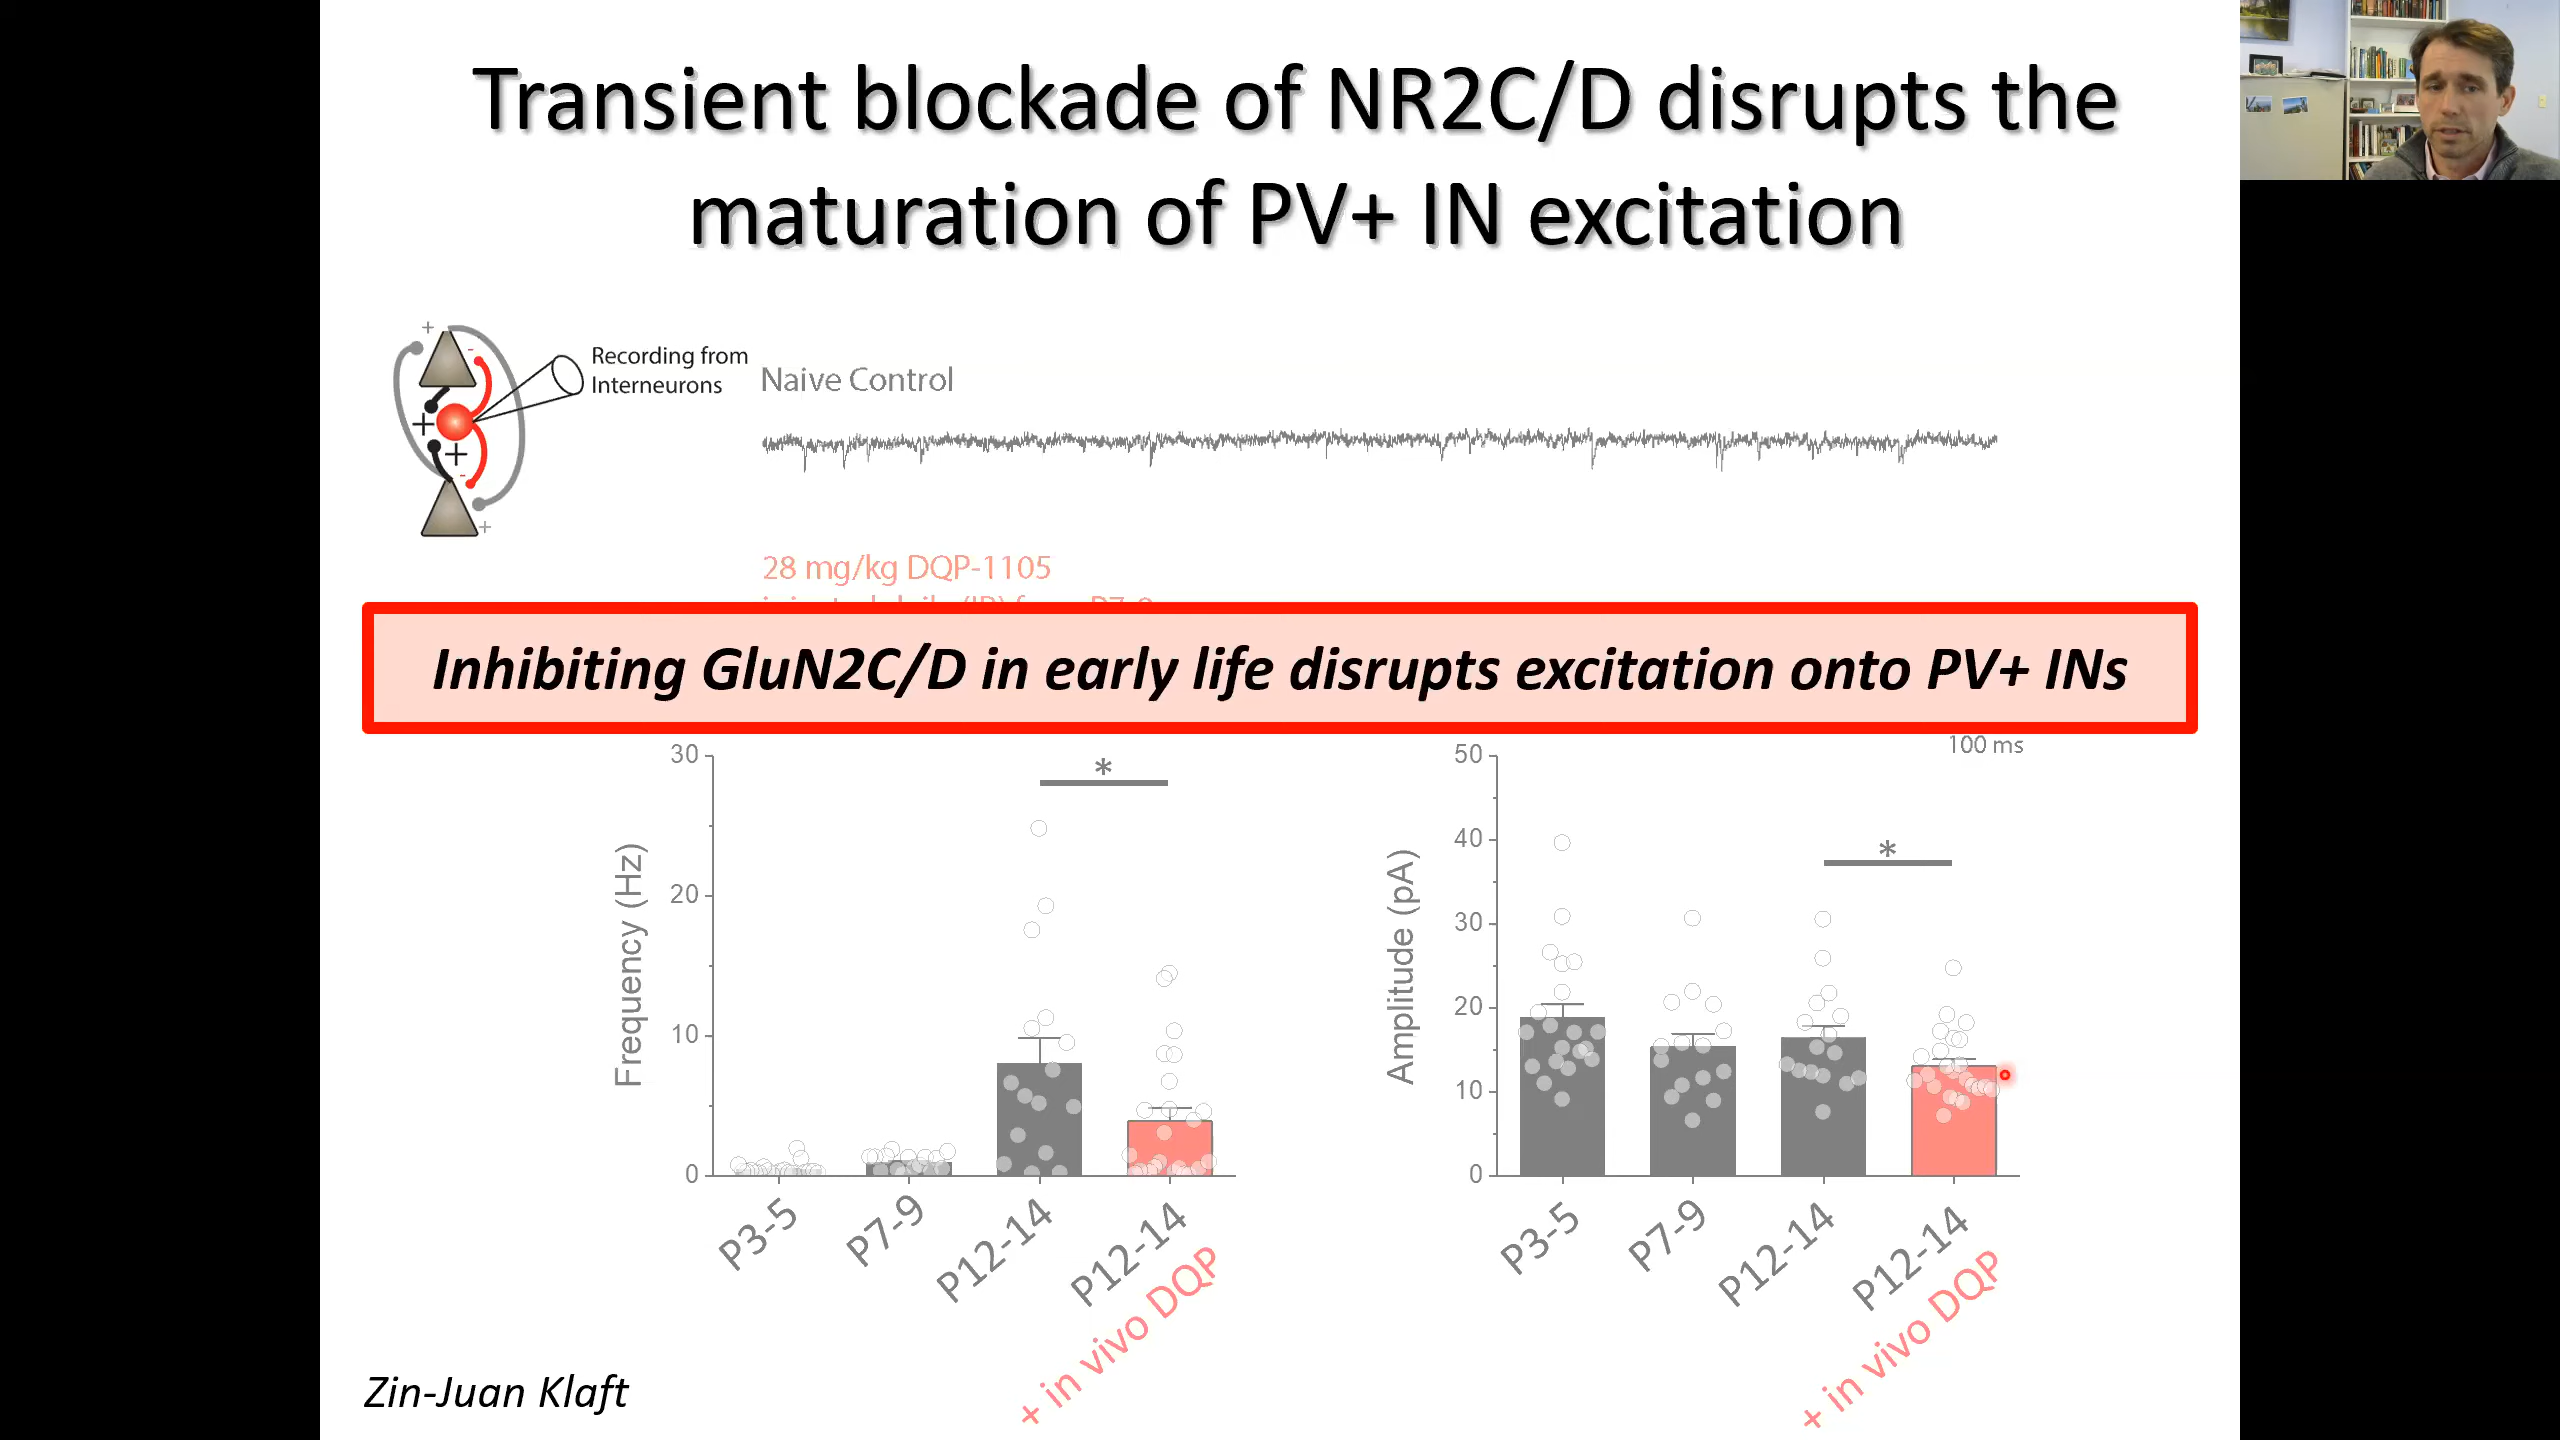 Transient blockade of NR2C/D disrupts the
maturation of PV+ IN excitation
Recording from
Interneurons
+
-
+
+
-
+
Naive Control
28 mg/kg DQP-1105
Inhibiting GluN2C/D in early life disrupts excitation onto PV+ INs
100 ms
Frequency (Hz)
30
20
10
0
*
P3-5
P7-9
P12-14
P12-14
+ in vivo DQP
Amplitude (pA)
50
40
30
20
10
0
*
P3-5
P7-9
P12-14
P12-14
+ in vivo DQP
Zin-Juan Klaft